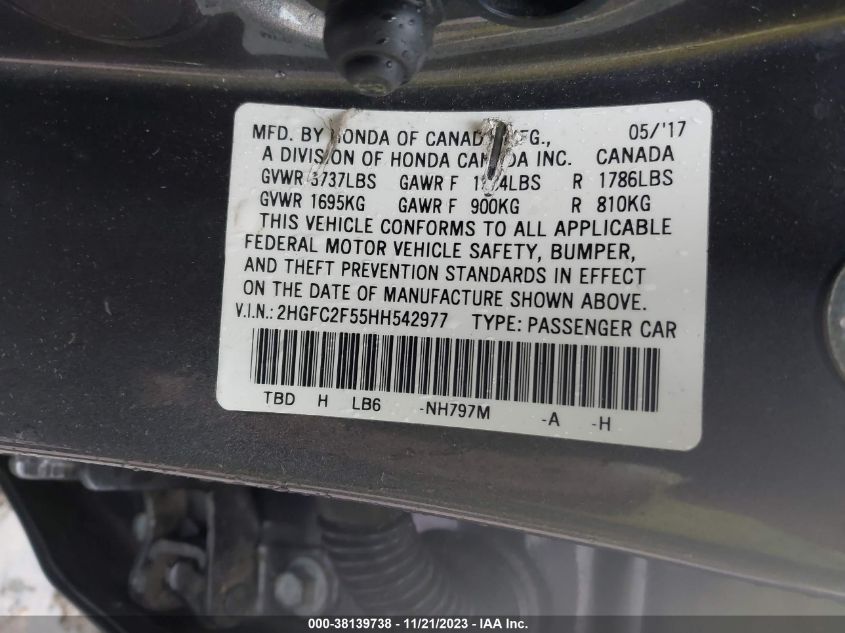 MFD. BY HONDA OF CANADA MFG., 05/'17
A DIVISION OF HONDA CANADA INC. CANADA
GVWR 3737LBS GAWR F LBS R 1786LBS
GVWR 1695KG GAWR F 900KG R 810KG
THIS VEHICLE CONFORMS TO ALL APPLICABLE
FEDERAL MOTOR VEHICLE SAFETY, BUMPER,
AND THEFT PREVENTION STANDARDS IN EFFECT
ON THE DATE OF MANUFACTURE SHOWN ABOVE.
V.I.N.: 2HGFC2F55HH542977 TYPE: PASSENGER CAR
TBD H LB6 -NH797M -A -H
000-38139738 - 11/21/2023 - IAA Inc.